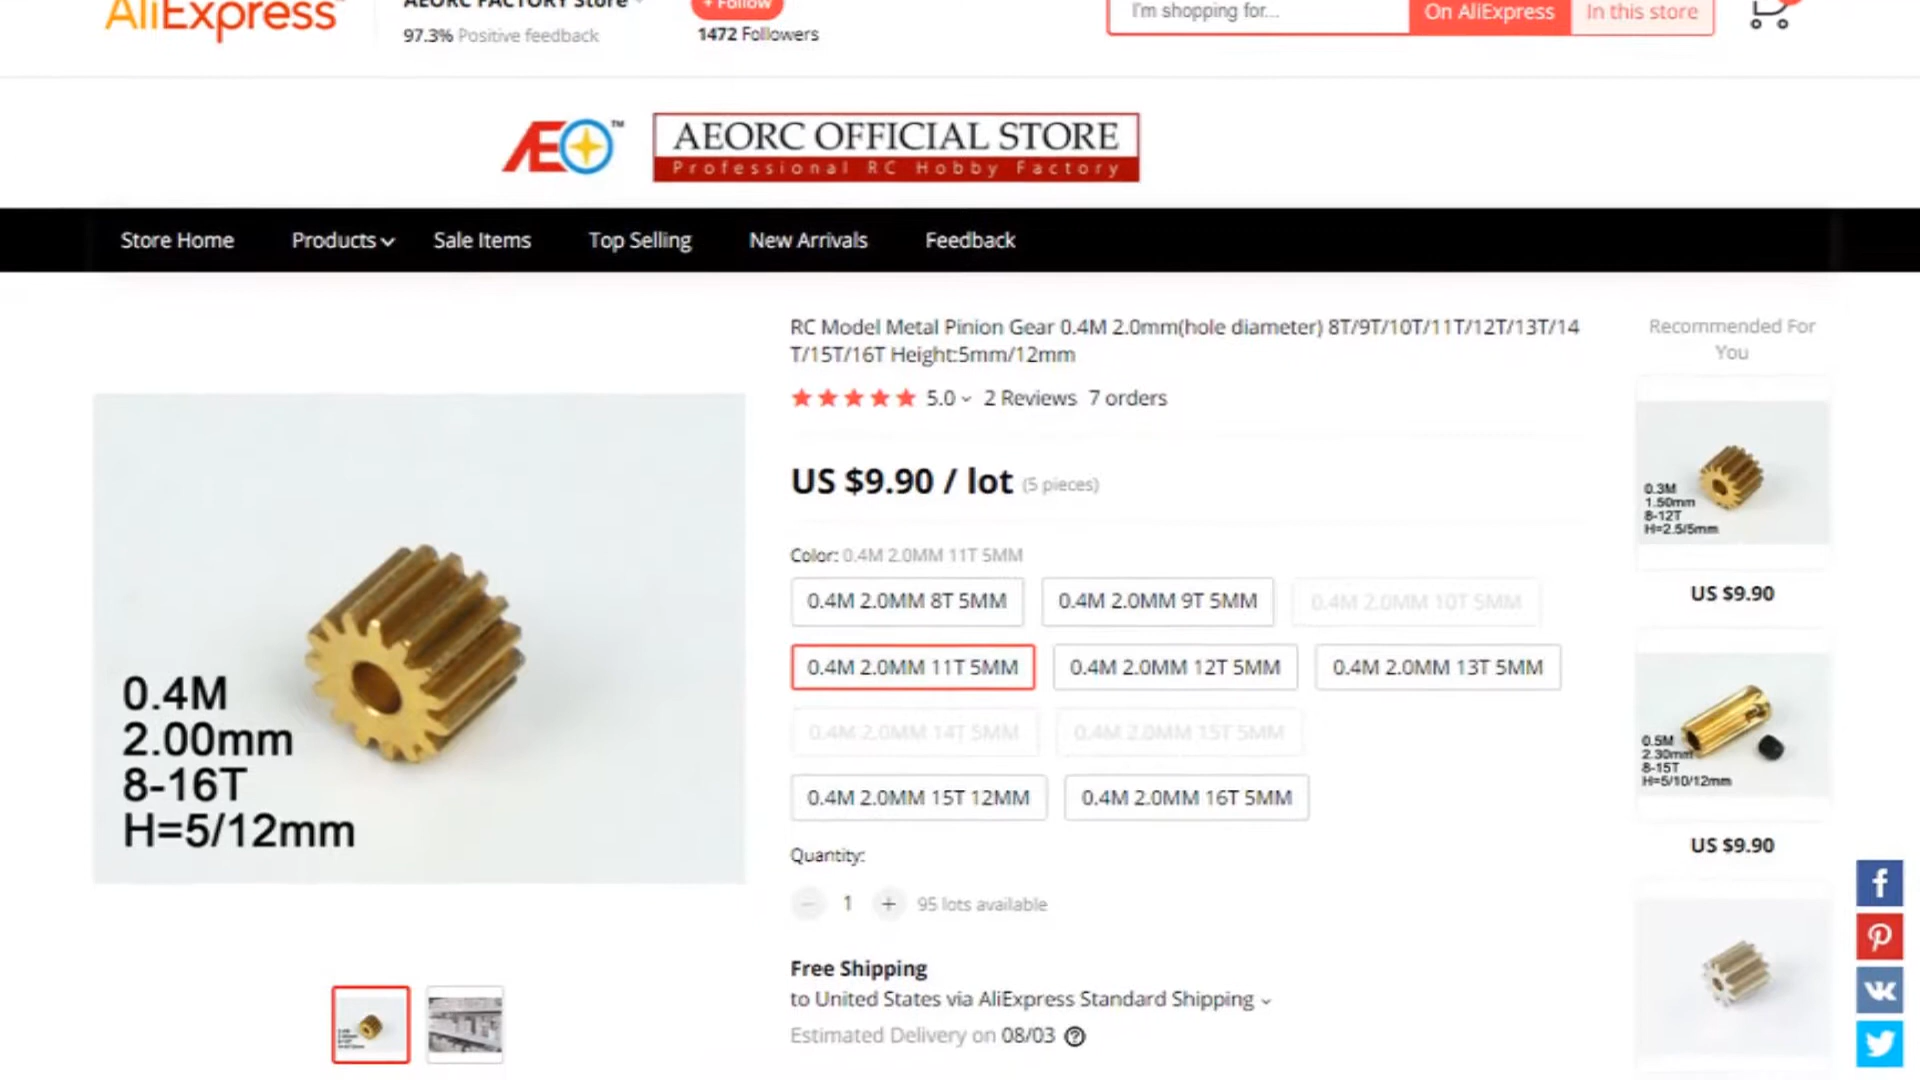 AliExpress
AEORC FACTORY Store
97.3% Positive feedback
+ Follow
1472 Followers
I'm shopping for...
On AliExpress
In this store
AEO™
AEORC OFFICIAL STORE
Professional RC Hobby Factory
Store Home
Products
Sale Items
Top Selling
New Arrivals
Feedback
0.4M
2.00mm
8-16T
H=5/12mm
RC Model Metal Pinion Gear 0.4M 2.0mm(hole diameter) 8T/9T/10T/11T/12T/13T/14
T/15T/16T Height:5mm/12mm
5.0 2 Reviews 7 orders
US $9.90 / lot (5 pieces)
Color: 0.4M 2.0MM 11T 5MM
0.4M 2.0MM 8T 5MM
0.4M 2.0MM 9T 5MM
0.4M 2.0MM 10T 5MM
0.4M 2.0MM 11T 5MM
0.4M 2.0MM 12T 5MM
0.4M 2.0MM 13T 5MM
0.4M 2.0MM 14T 5MM
0.4M 2.0MM 15T 5MM
0.4M 2.0MM 15T 12MM
0.4M 2.0MM 16T 5MM
Quantity:
1
95 lots available
Free Shipping
to United States via AliExpress Standard Shipping
Estimated Delivery on 08/03
Recommended For
You
0.3M
1.50mm
8-12T
H=2.5/5mm
US $9.90
0.5M
2.30mm
8-15T
H=5/10/12mm
US $9.90